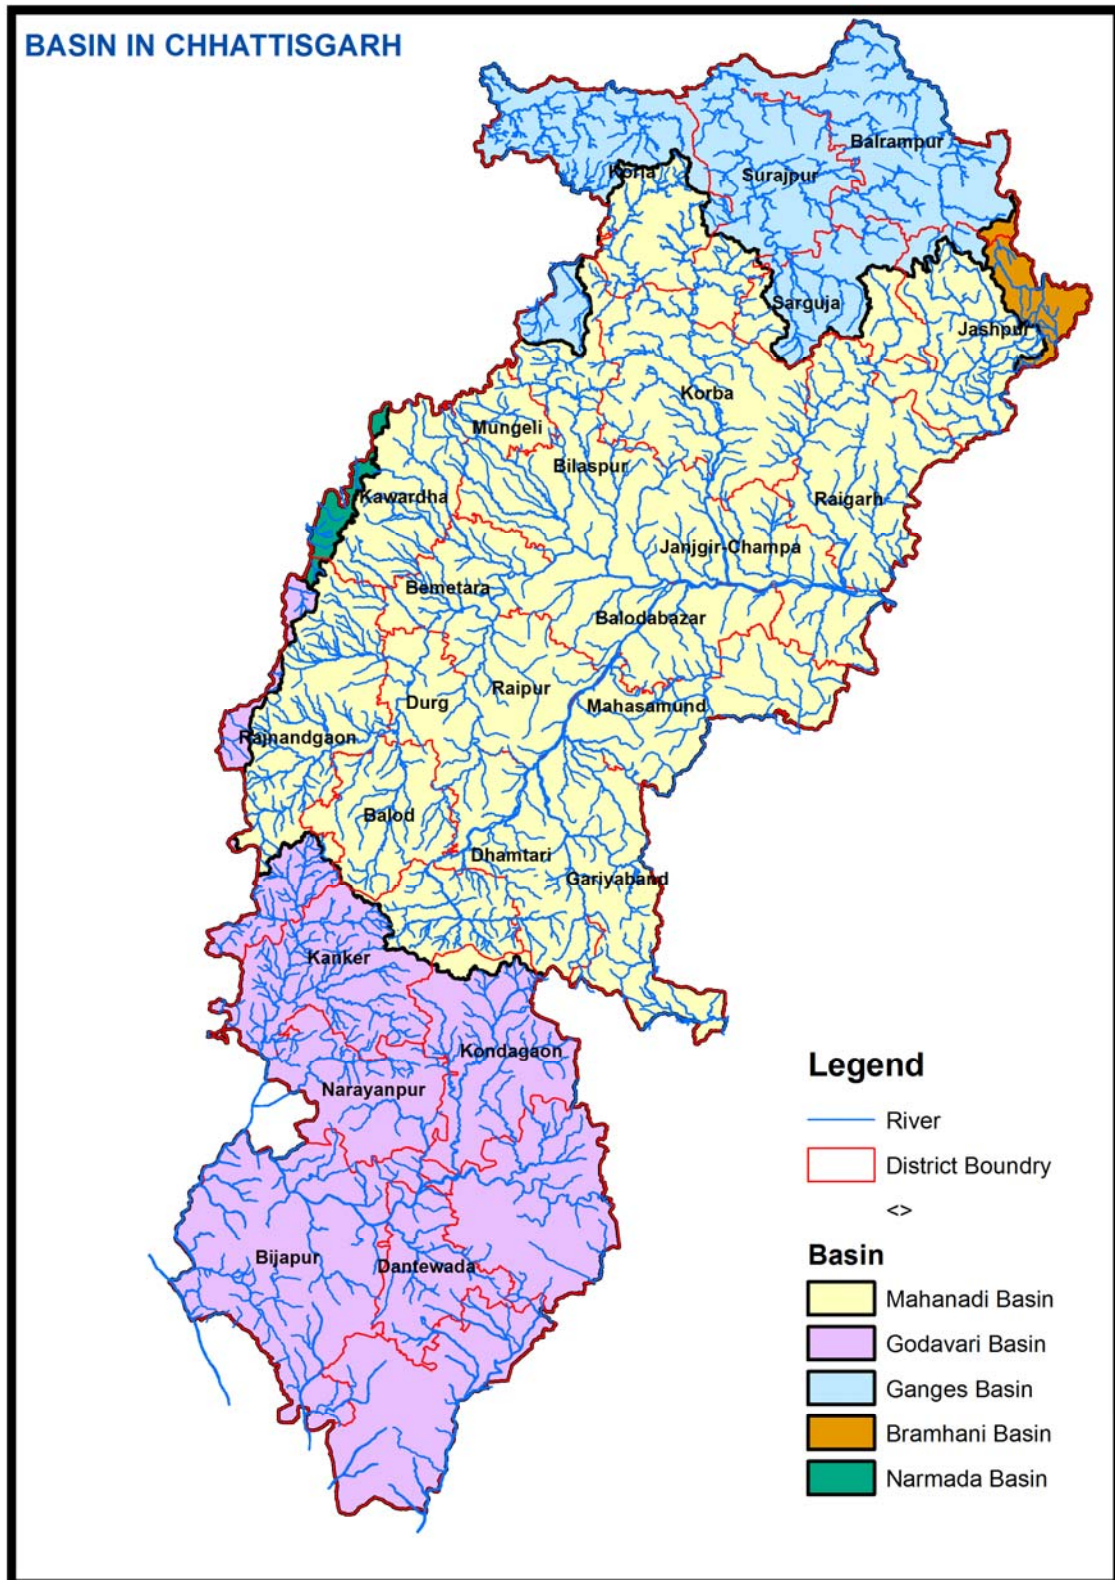 BASIN IN CHHATTISGARH
Balrampur
Koria
Surajpur
Sarguja
Jashpur
Korba
Mungeli
Bilaspur
Kawardha
Raigarh
Janjgir-Champa
Bemetara
Balodabazar
Raipur
Durg
Mahasamund
Rajnandgaon
Balod
Dhamtari
Gariyaband
Kanker
Kondagaon
Narayanpur
Bijapur
Dantewada
Legend
River
District Boundry
<>
Basin
Mahanadi Basin
Godavari Basin
Ganges Basin
Bramhani Basin
Narmada Basin